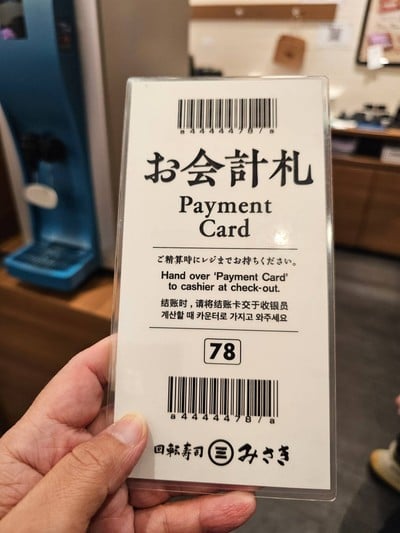 a4444478/a
お会計札
Payment
Card
ご精算時にレジまでお持ちください。
Hand over 'Payment Card'
to cashier at check-out.
结账时，请将结账卡交于收银员
계산할 때 카운터로 가지고 와주세요
78
a4444478/a
回転寿司 三 みさき